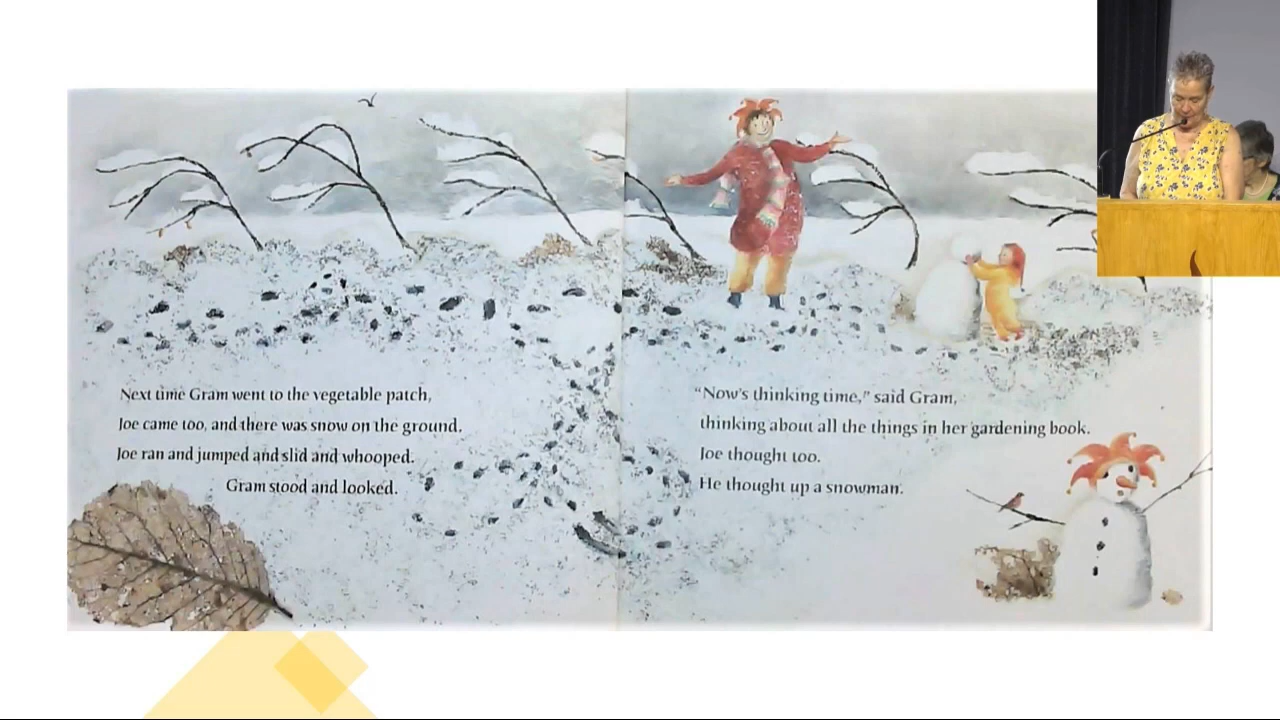 Next time Gram went to the vegetable patch,
Joe came too, and there was snow on the ground.
Joe ran and jumped and slid and whooped.
Gram stood and looked.
“Now's thinking time,” said Gram,
thinking about all the things in her gardening book.
Joe thought too.
He thought up a snowman.